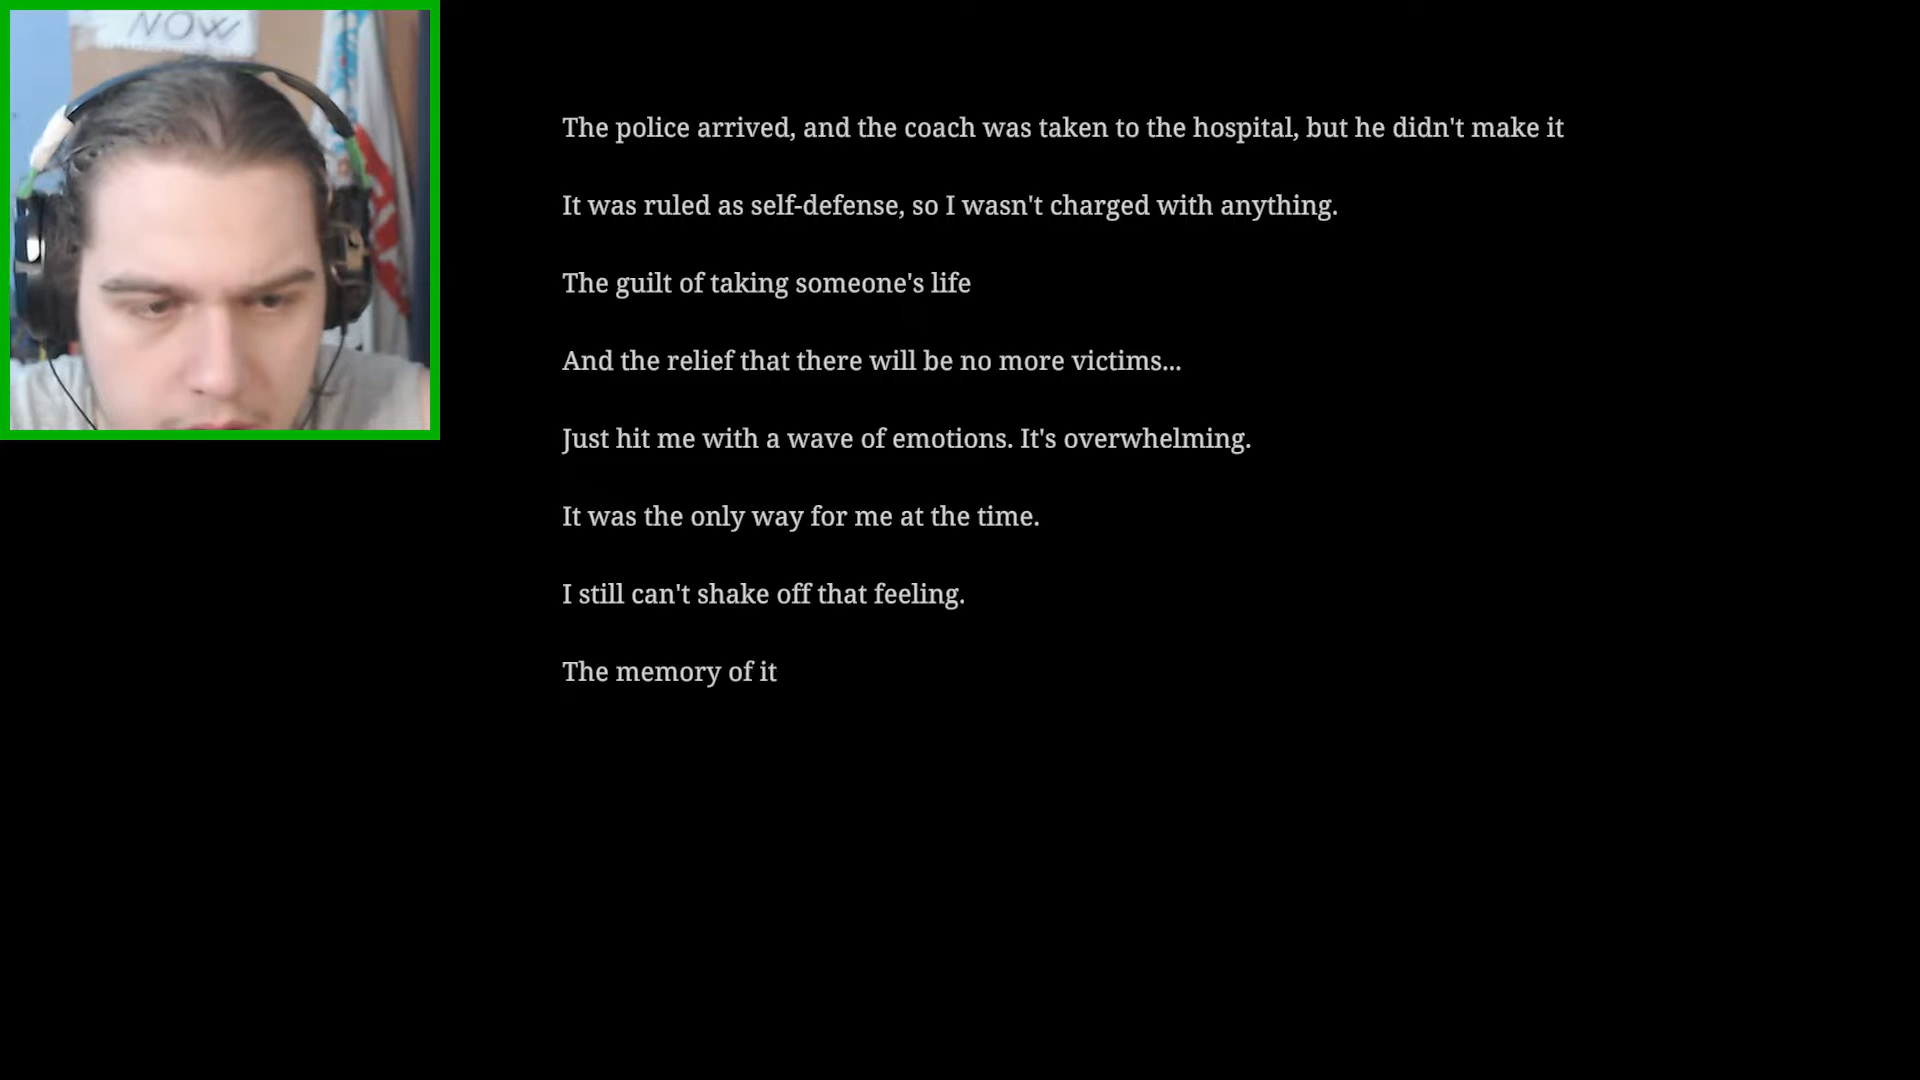 NOW
The police arrived, and the coach was taken to the hospital, but he didn't make it
It was ruled as self-defense, so I wasn't charged with anything.
The guilt of taking someone's life
And the relief that there will be no more victims...
Just hit me with a wave of emotions. It's overwhelming.
It was the only way for me at the time.
I still can't shake off that feeling.
The memory of it